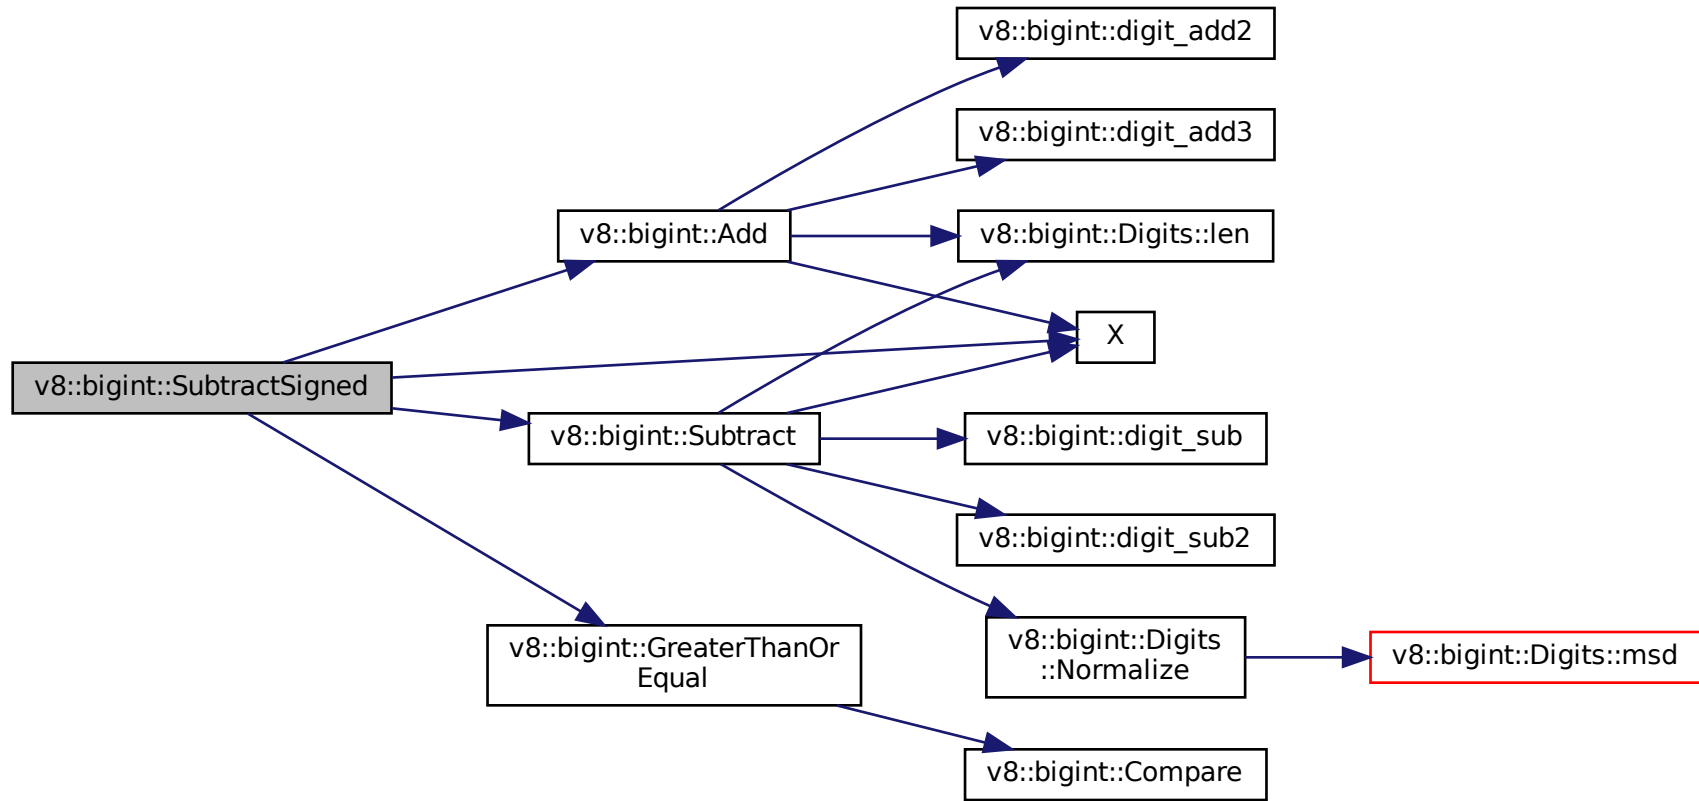 v8::bigint::digit_add2
v8::bigint::digit_add3
v8::bigint::Add
v8::bigint::Digits::len
X
v8::bigint::SubtractSigned
v8::bigint::Subtract
v8::bigint::digit_sub
v8::bigint::digit_sub2
v8::bigint::GreaterThanOr
Equal
v8::bigint::Digits
::Normalize
v8::bigint::Digits::msd
v8::bigint::Compare